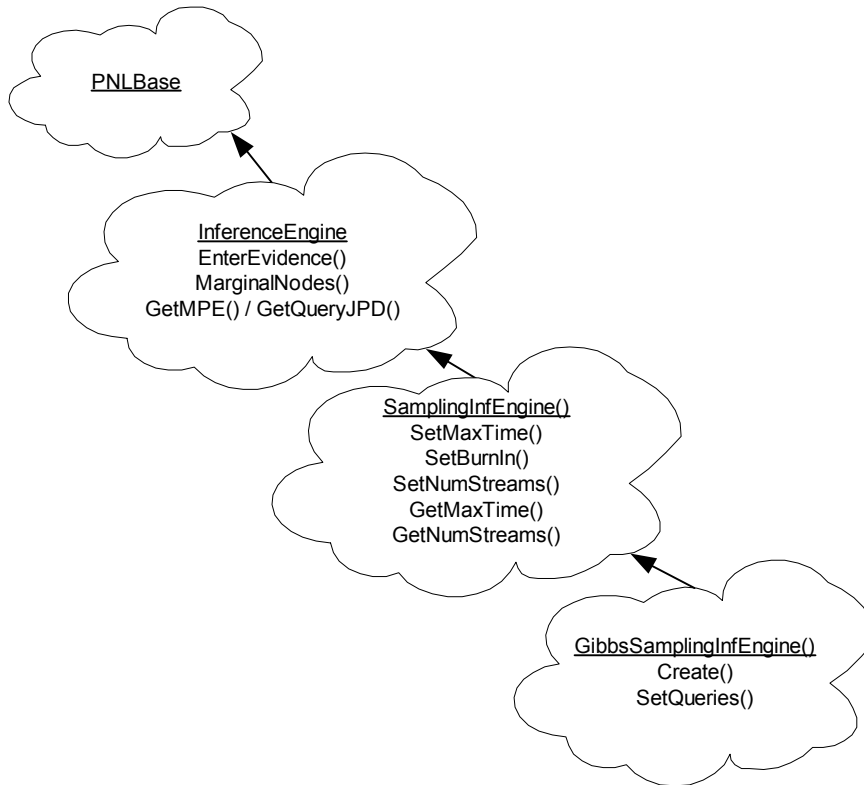 PNLBase
InferenceEngine
EnterEvidence()
MarginalNodes()
GetMPE() / GetQueryJPD()
SamplingInfEngine()
SetMaxTime()
SetBurnIn()
SetNumStreams()
GetMaxTime()
GetNumStreams()
GibbsSamplingInfEngine()
Create()
SetQueries()